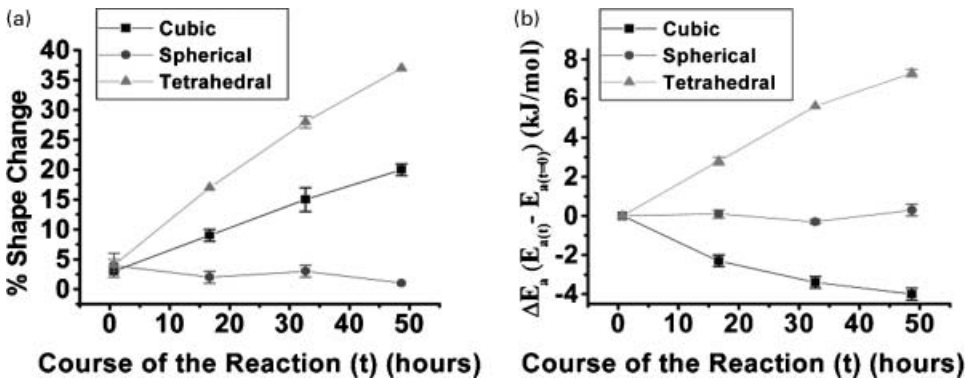 (a)
Cubic
Spherical
Tetrahedral
40
35
30
25
20
15
10
5
0
% Shape Change
0 10 20 30 40 50
Course of the Reaction (t) (hours)
(b)
Cubic
Spherical
Tetrahedral
8
6
4
2
0
-2
-4
ΔEa (Ea(t)- Ea(t=0)) (kJ/mol)
0 10 20 30 40 50
Course of the Reaction (t) (hours)